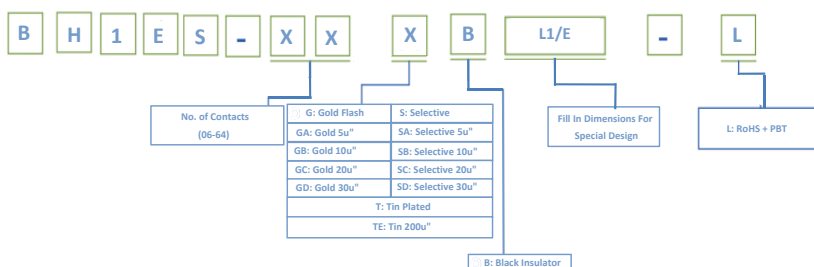 B H 1 E S - X X X B L1/E - L
No. of Contacts
(06-64)
G: Gold Flash S: Selective
GA: Gold 5u" SA: Selective 5u"
GB: Gold 10u" SB: Selective 10u"
GC: Gold 20u" SC: Selective 20u"
GD: Gold 30u" SD: Selective 30u"
T: Tin Plated
TE: Tin 200u"
Fill In Dimensions For
Special Design
L: RoHS + PBT
B: Black Insulator